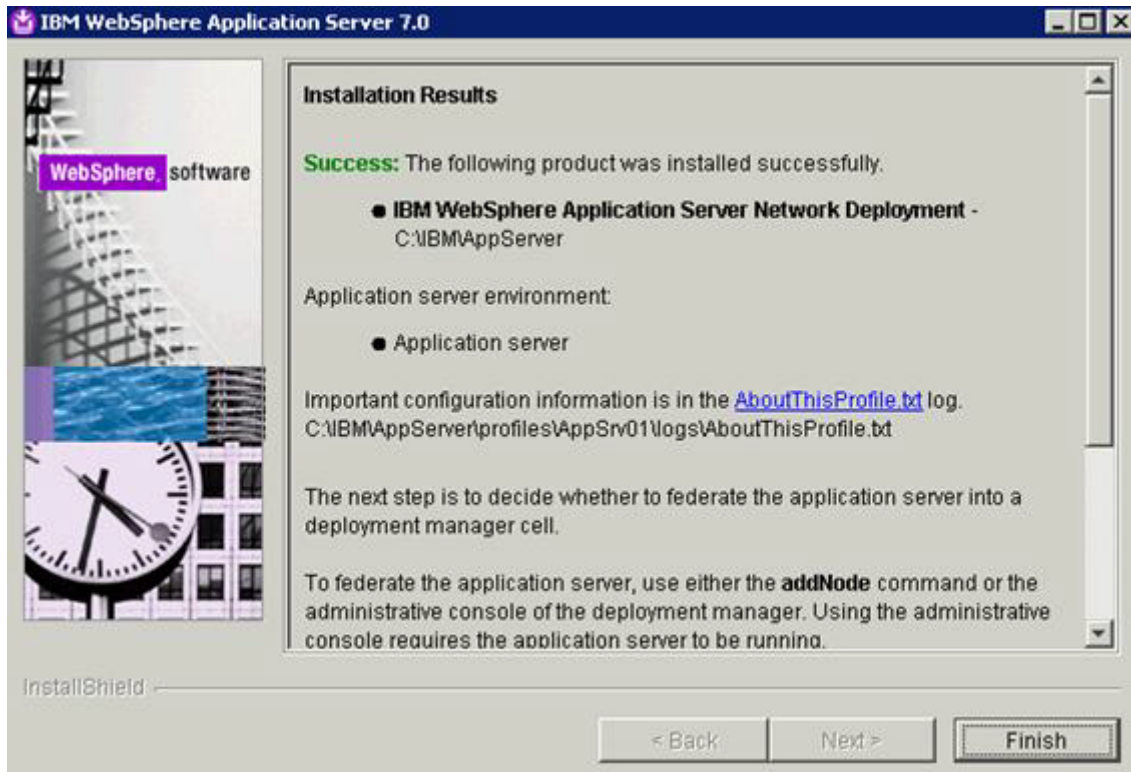 IBM WebSphere Application Server 7.0
WebSphere. software
Installation Results
Success: The following product was installed successfully.
● IBM WebSphere Application Server Network Deployment -
C:\IBM\AppServer
Application server environment:
● Application server
Important configuration information is in the AboutThisProfile.txt log.
C:\IBM\AppServer\profiles\AppSrv01\logs\AboutThisProfile.txt
The next step is to decide whether to federate the application server into a
deployment manager cell.
To federate the application server, use either the addNode command or the
administrative console of the deployment manager. Using the administrative
console requires the application server to be running.
InstallShield
< Back
Next >
Finish